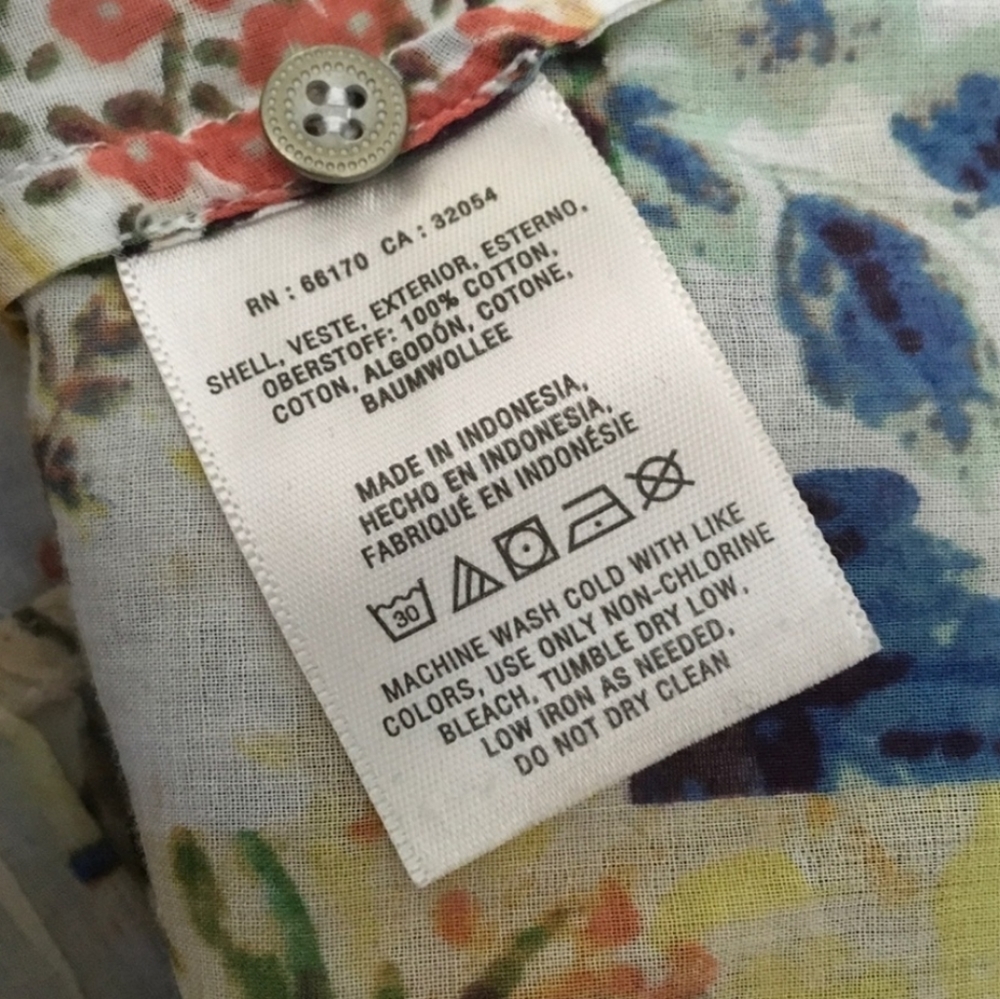 RN : 66170 CA : 32054
SHELL, VESTE, EXTERIOR, ESTERNO,
OBERSTOFF: 100% COTTON,
COTON, ALGODÓN, COTONE,
BAUMWOLLEE
MADE IN INDONESIA,
HECHO EN INDONESIA,
FABRIQUÉ EN INDONÉSIE
30
MACHINE WASH COLD WITH LIKE
COLORS, USE ONLY NON-CHLORINE
BLEACH, TUMBLE DRY LOW,
LOW IRON AS NEEDED,
DO NOT DRY CLEAN